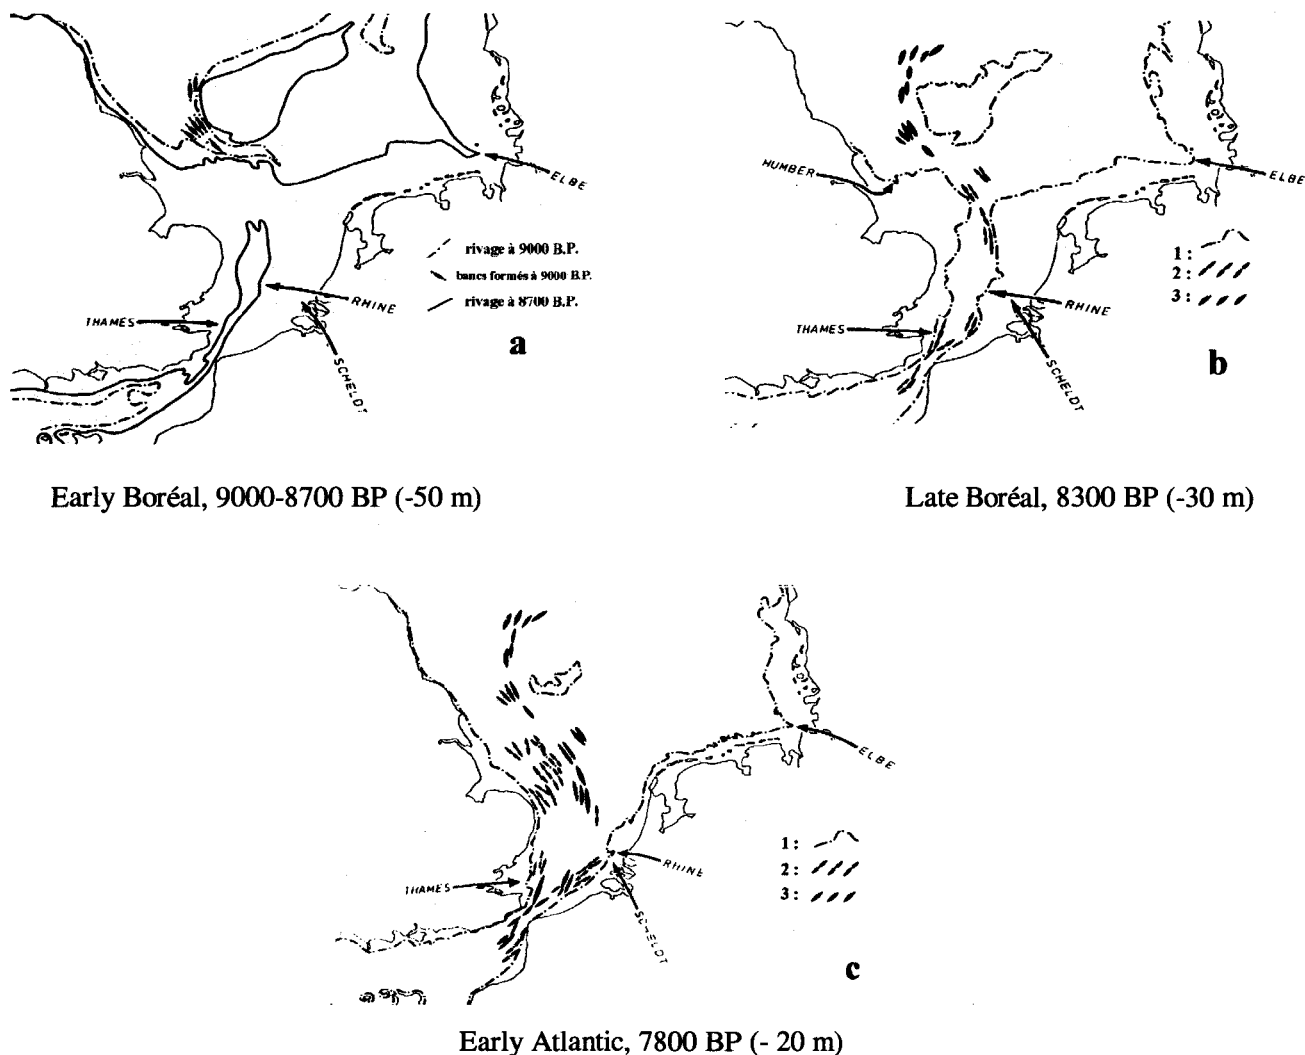 ELBE
rivage à 9000 B.P.
bancs formés à 9000 B.P.
rivage à 8700 B.P.
RHINE
THAMES
SCHELDT
a
Early Boréal, 9000-8700 BP (-50 m)
HUMBER
ELBE
1 :
2 :
3 :
RHINE
THAMES
SCHELDT
b
Late Boréal, 8300 BP (-30 m)
ELBE
1 :
2 :
3 :
RHINE
THAMES
SCHELDT
c
Early Atlantic, 7800 BP (- 20 m)